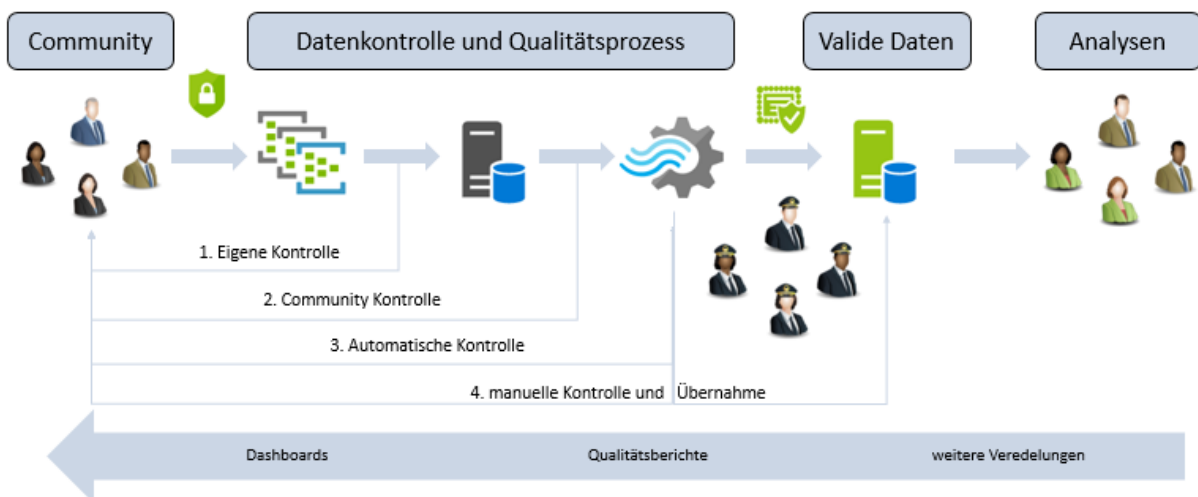 Community
Datenkontrolle und Qualitätsprozess
Valide Daten
Analysen
1. Eigene Kontrolle
2. Community Kontrolle
3. Automatische Kontrolle
4. manuelle Kontrolle und Übernahme
Dashboards
Qualitätsberichte
weitere Veredelungen